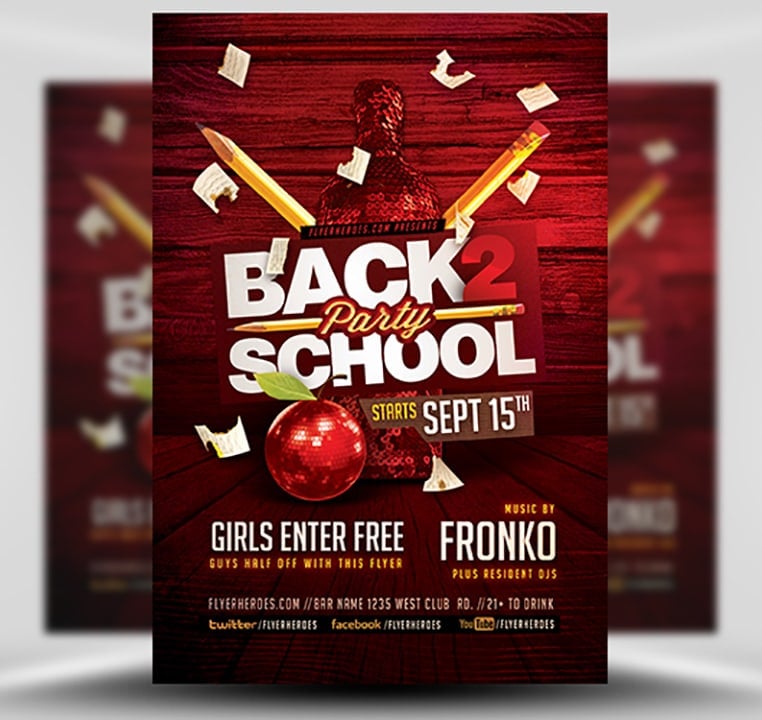 FLYERHEROES.COM PRESENTS
BACK2
Party
SCHOOL
STARTS SEPT 15TH
MUSIC BY
GIRLS ENTER FREE FRONKO
GUYS HALF OFF WITH THIS FLYER PLUS RESIDENT DJS
FLYERHEROES.COM //BAR NAME 1235 WEST CLUB RD. //21+ TO DRINK
twitter/FLYERHEROES facebook/FLYERHEROES YouTube/FLYERHEROES